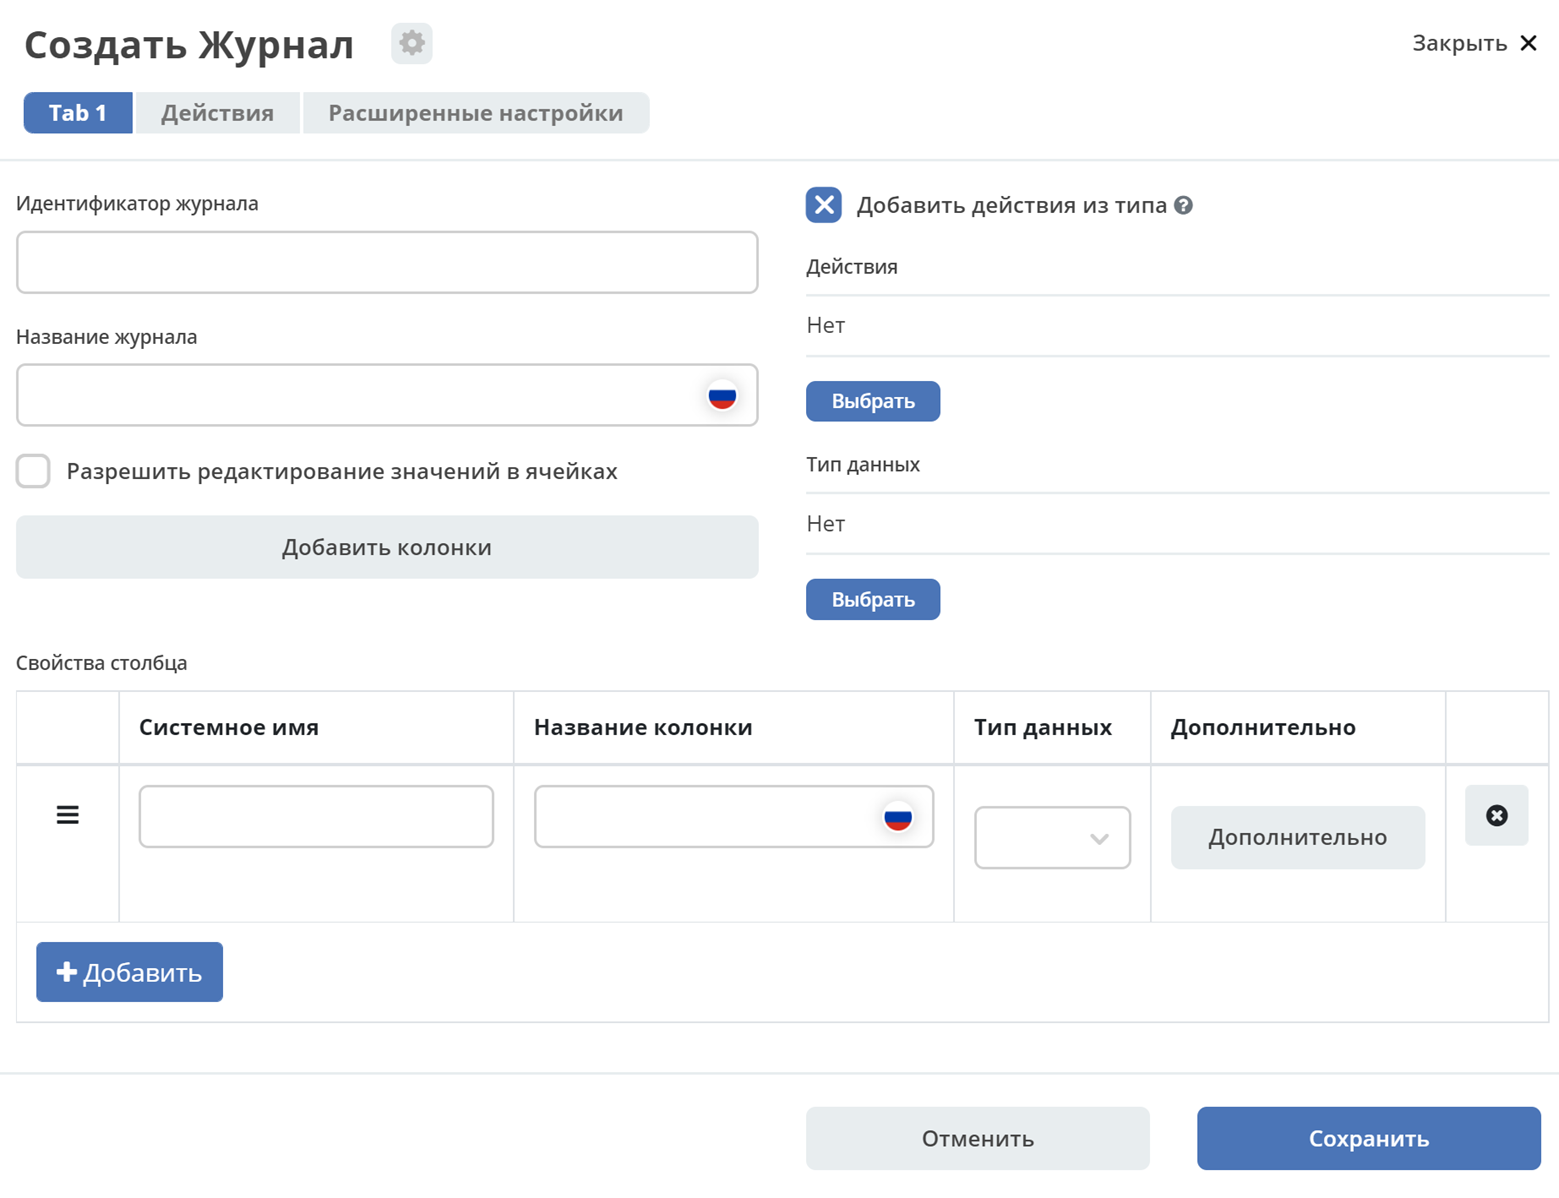 Создать Журнал
Закрыть
Tab 1
Действия
Расширенные настройки
Идентификатор журнала
Название журнала
Разрешить редактирование значений в ячейках
Добавить колонки
Добавить действия из типа
Действия
Нет
Выбрать
Тип данных
Нет
Выбрать
Свойства столбца
Системное имя
Название колонки
Тип данных
Дополнительно
Дополнительно
Добавить
Отменить
Сохранить